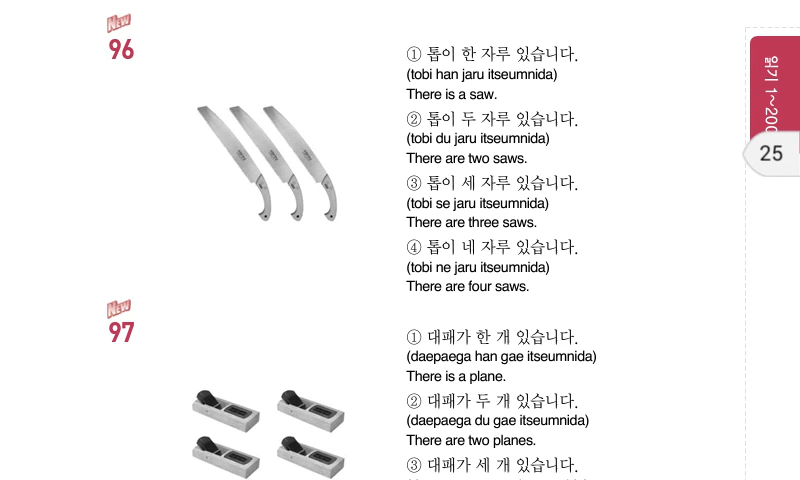 NEW
96
① 톱이 한 자루 있습니다.
(tobi han jaru itseumnida)
There is a saw.
② 톱이 두 자루 있습니다.
(tobi du jaru itseumnida)
There are two saws.
③ 톱이 세 자루 있습니다.
(tobi se jaru itseumnida)
There are three saws.
④ 톱이 네 자루 있습니다.
(tobi ne jaru itseumnida)
There are four saws.
NEW
97
① 대패가 한 개 있습니다.
(daepaega han gae itseumnida)
There is a plane.
② 대패가 두 개 있습니다.
(daepaega du gae itseumnida)
There are two planes.
③ 대패가 세 개 있습니다.
읽기 1~200
25